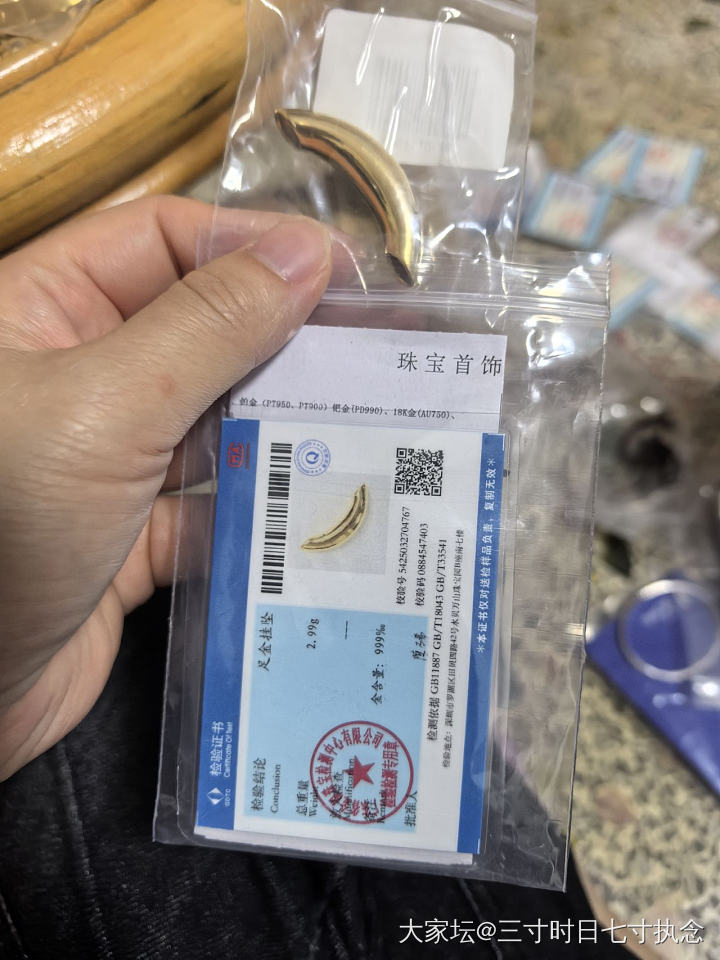 珠宝首饰
铂金 (PT950、PT900) 钯金(PD990)、18K金(AU750)、
检验证书
Certificate Of Test
GDTC
检验结论 足金挂坠
Conclusion
总重量 2.99g
金含量: 999‰
批准人
校验号 5425032704767
校验码 0884547403
检测依据 GB11887 GB/T18043 GB/T33541
*本证书仅对送检样品负责,复制无效*
大家坛@三寸时日七寸执念